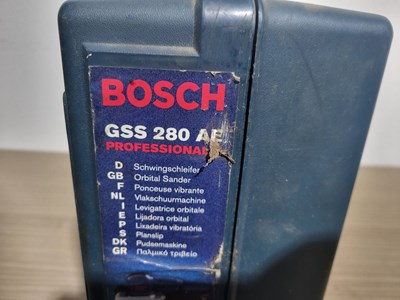 BOSCH
GSS 280 AE
PROFESSIONAL
D Schwingschleifer
GB Orbital Sander
F Ponceuse vibrante
NL Vlakschuurmachine
I Levigatrice orbitale
E Lijadora orbital
P Lixadeira vibratória
S Planslip
DK Pudsemaskine
GR Παλμικό τριβείο